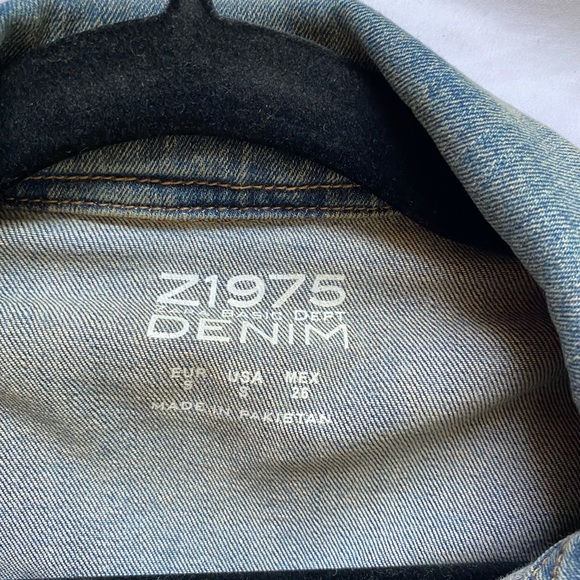 Z1975
BASIC DEPT
DENIM
EUR USA MEX
S S 26
MADE IN PAKISTAN